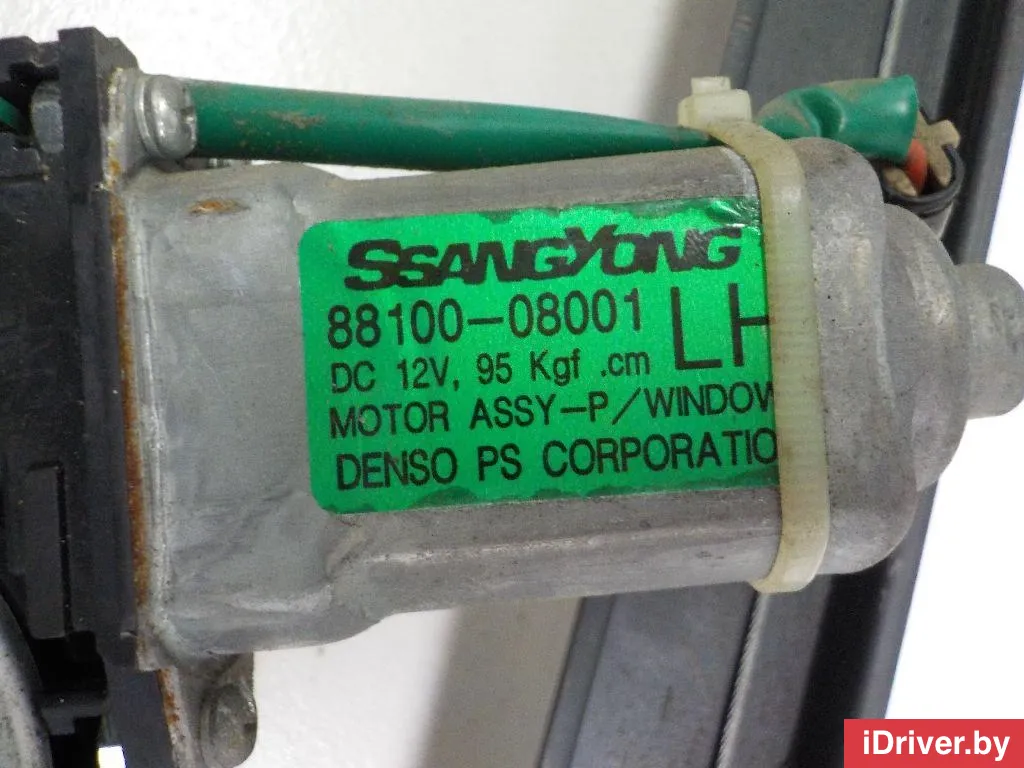 SSANGYONG
88100-08001 LH
DC 12V, 95 Kgf .cm
MOTOR ASSY-P/WINDOW
DENSO PS CORPORATIO
iDriver.by